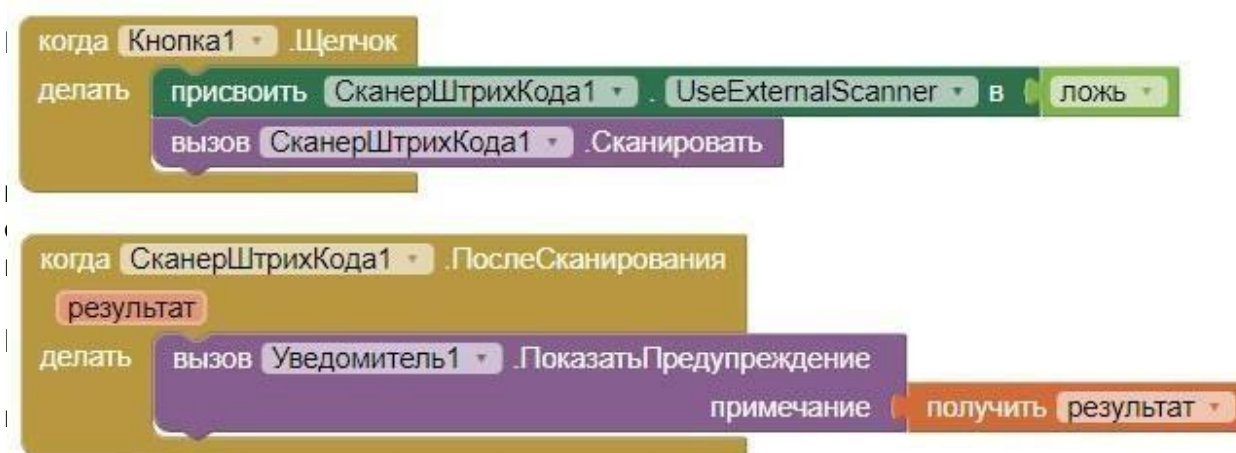 когда Кнопка1 .Щелчок
делать присвоить СканерШтрихКода1 . UseExternalScanner в ложь
вызов СканерШтрихКода1 .Сканировать
когда СканерШтрихКода1 .ПослеСканирования
результат
делать вызов Уведомитель1 .ПоказатьПредупреждение
примечание получить результат